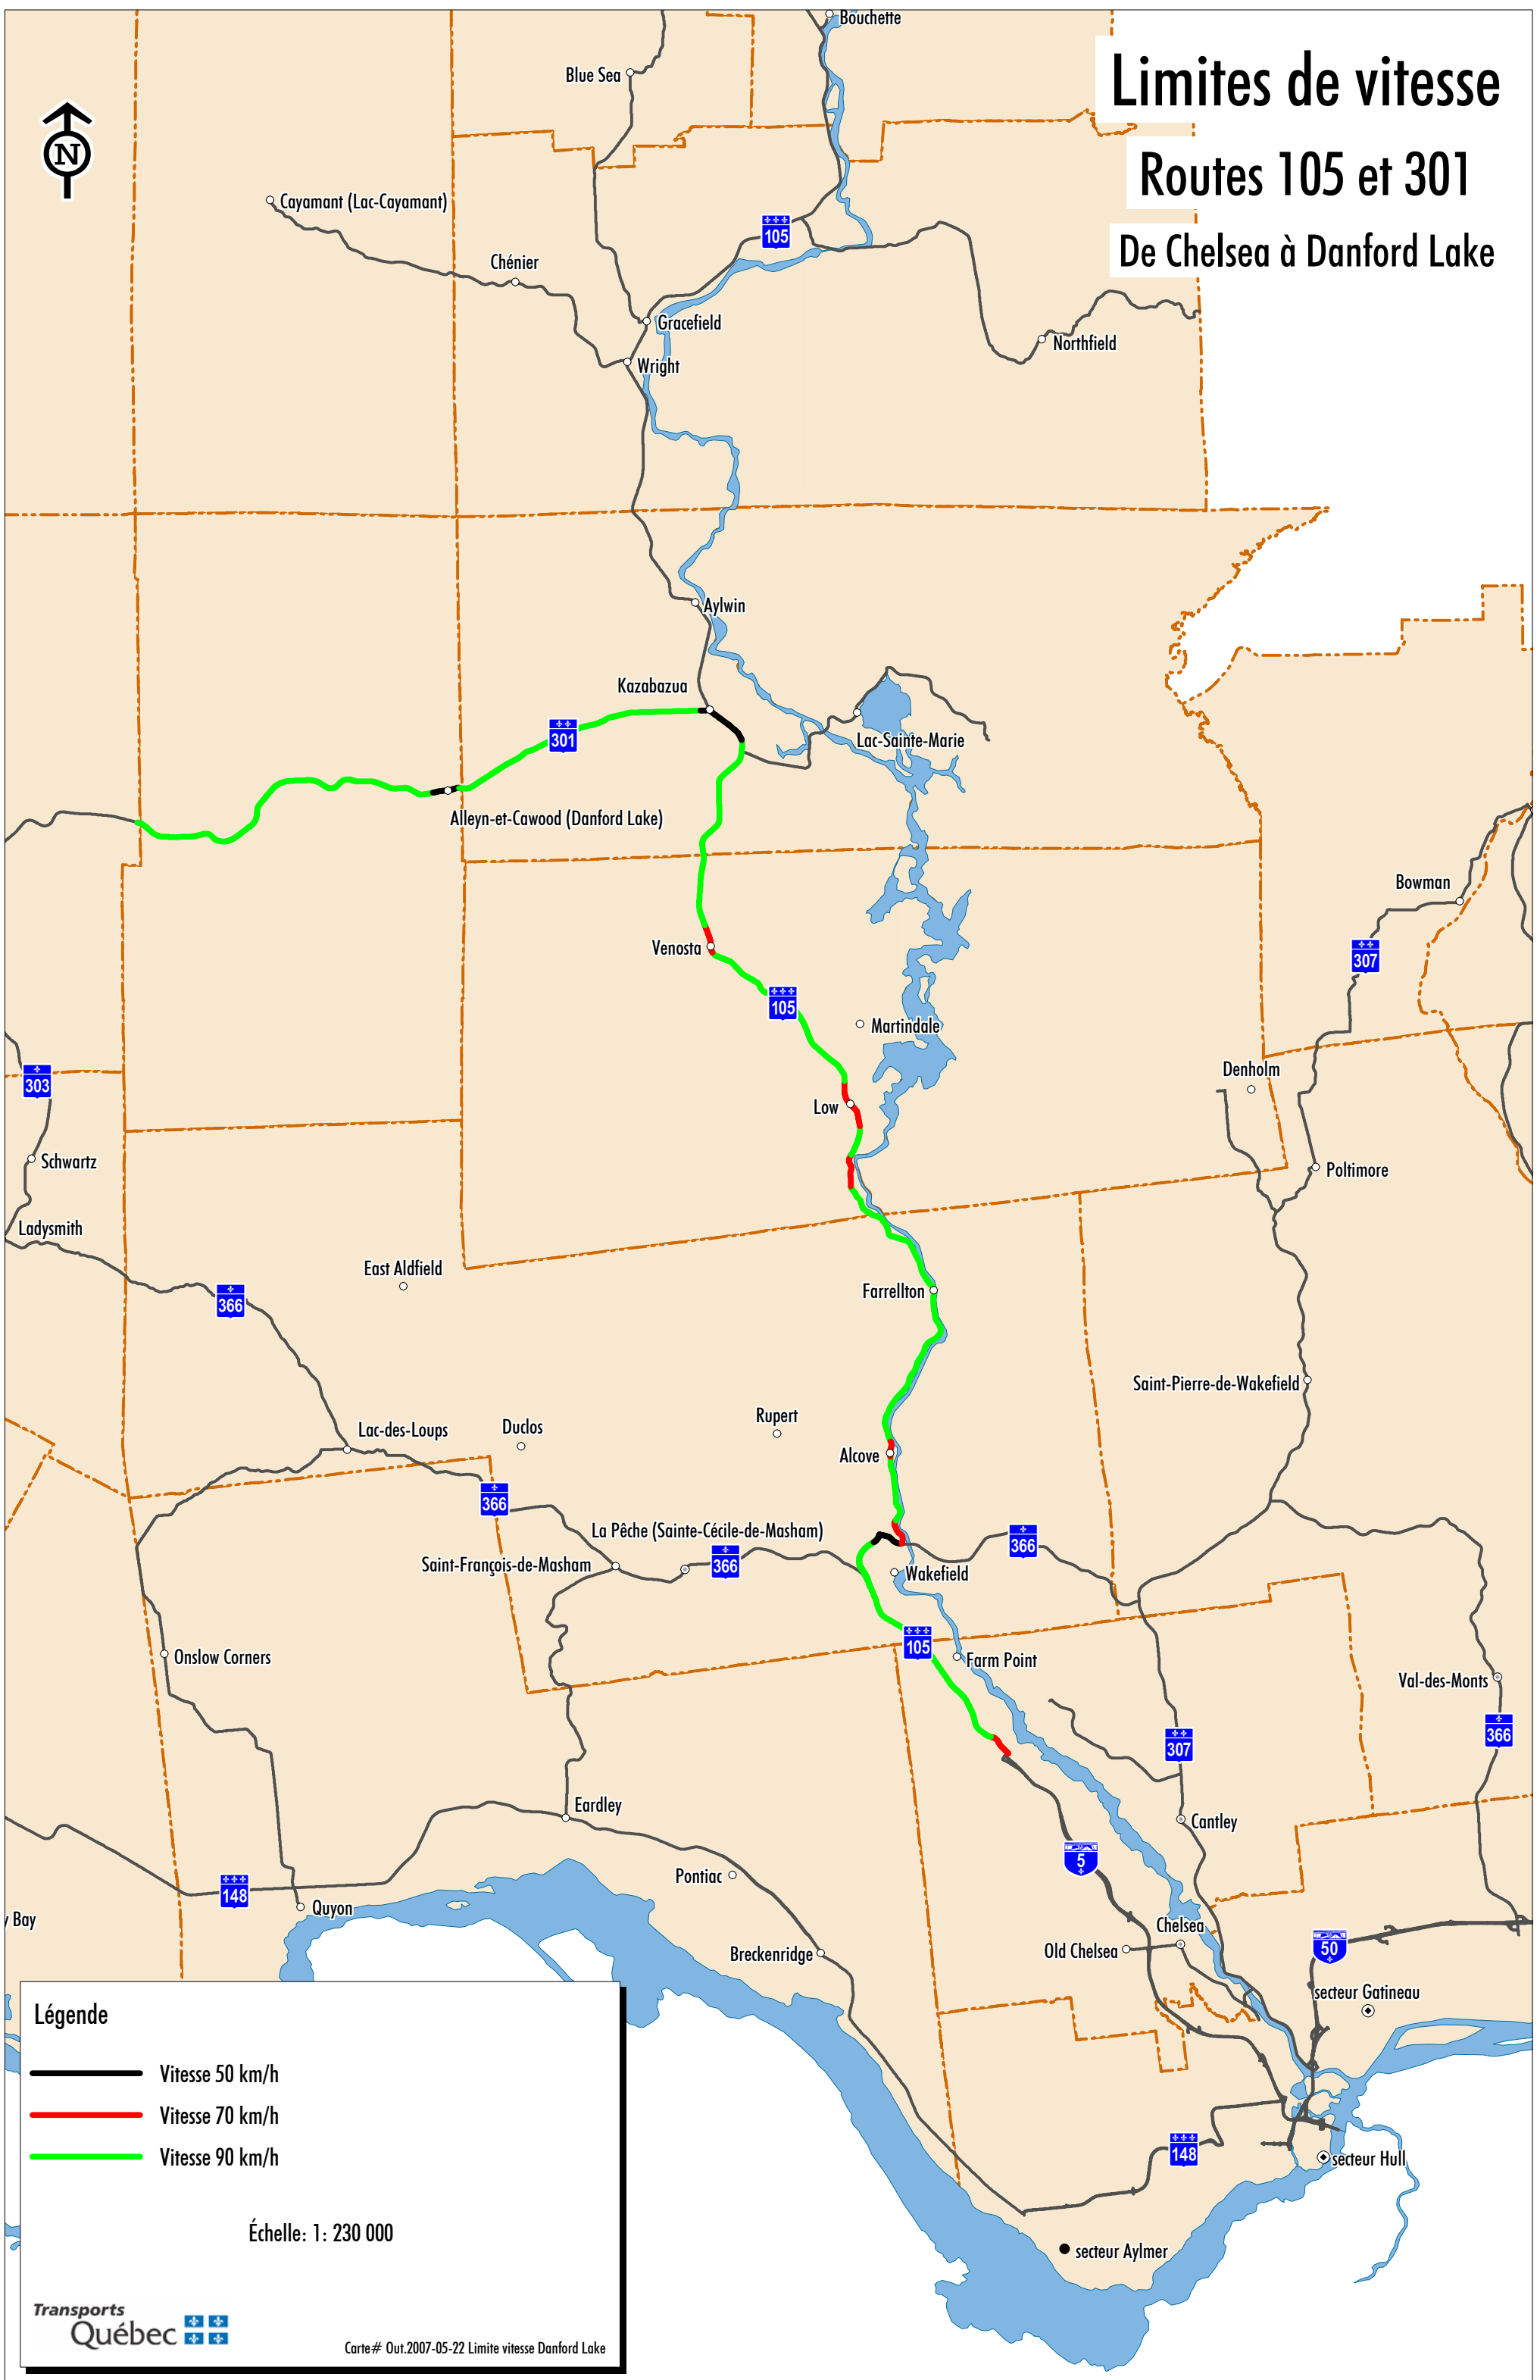 Bouchette
Limites de vitesse
Blue Sea
Routes 105 et 301
N
Cayamant (Lac-Cayamant)
105
De Chelsea à Danford Lake
Chénier
Gracefield
Northfield
Wright
Aylwin
Kazabazua
301
Lac-Sainte-Marie
Alleyn-et-Cawood (Danford Lake)
Bowman
Venosta
307
105
Martindale
303
Denholm
Low
Schwartz
Poltimore
Ladysmith
East Aldfield
366
Farrellton
Saint-Pierre-de-Wakefield
Rupert
Lac-des-Loups
Duclos
Alcove
366
La Pêche (Sainte-Cécile-de-Masham)
366
Saint-François-de-Masham
366
Wakefield
105
Onslow Corners
Farm Point
Val-des-Monts
366
307
Eardley
Cantley
5
Pontiac
148
Quyon
y Bay
Chelsea
Old Chelsea
50
Breckenridge
secteur Gatineau
148
secteur Hull
secteur Aylmer
Légende
Vitesse 50 km/h
Vitesse 70 km/h
Vitesse 90 km/h
Échelle: 1: 230 000
Transports
Québec
Carte# Out.2007-05-22 Limite vitesse Danford Lake